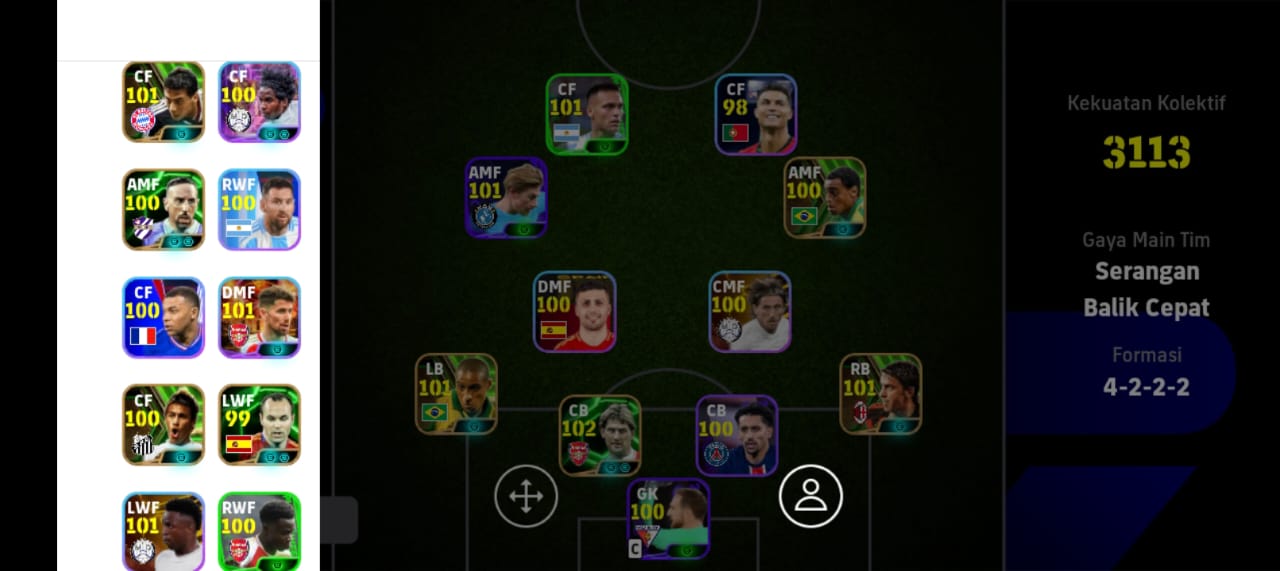 CF
101
CF
100
AMF
100
RWF
100
CF
100
DMF
101
CF
100
LWF
99
LWF
101
RWF
100
CF
101
CF
98
AMF
101
AMF
100
DMF
100
CMF
100
LB
101
RB
101
CB
102
CB
100
GK
100
C
Kekuatan Kolektif
3113
Gaya Main Tim
Serangan
Balik Cepat
Formasi
4-2-2-2